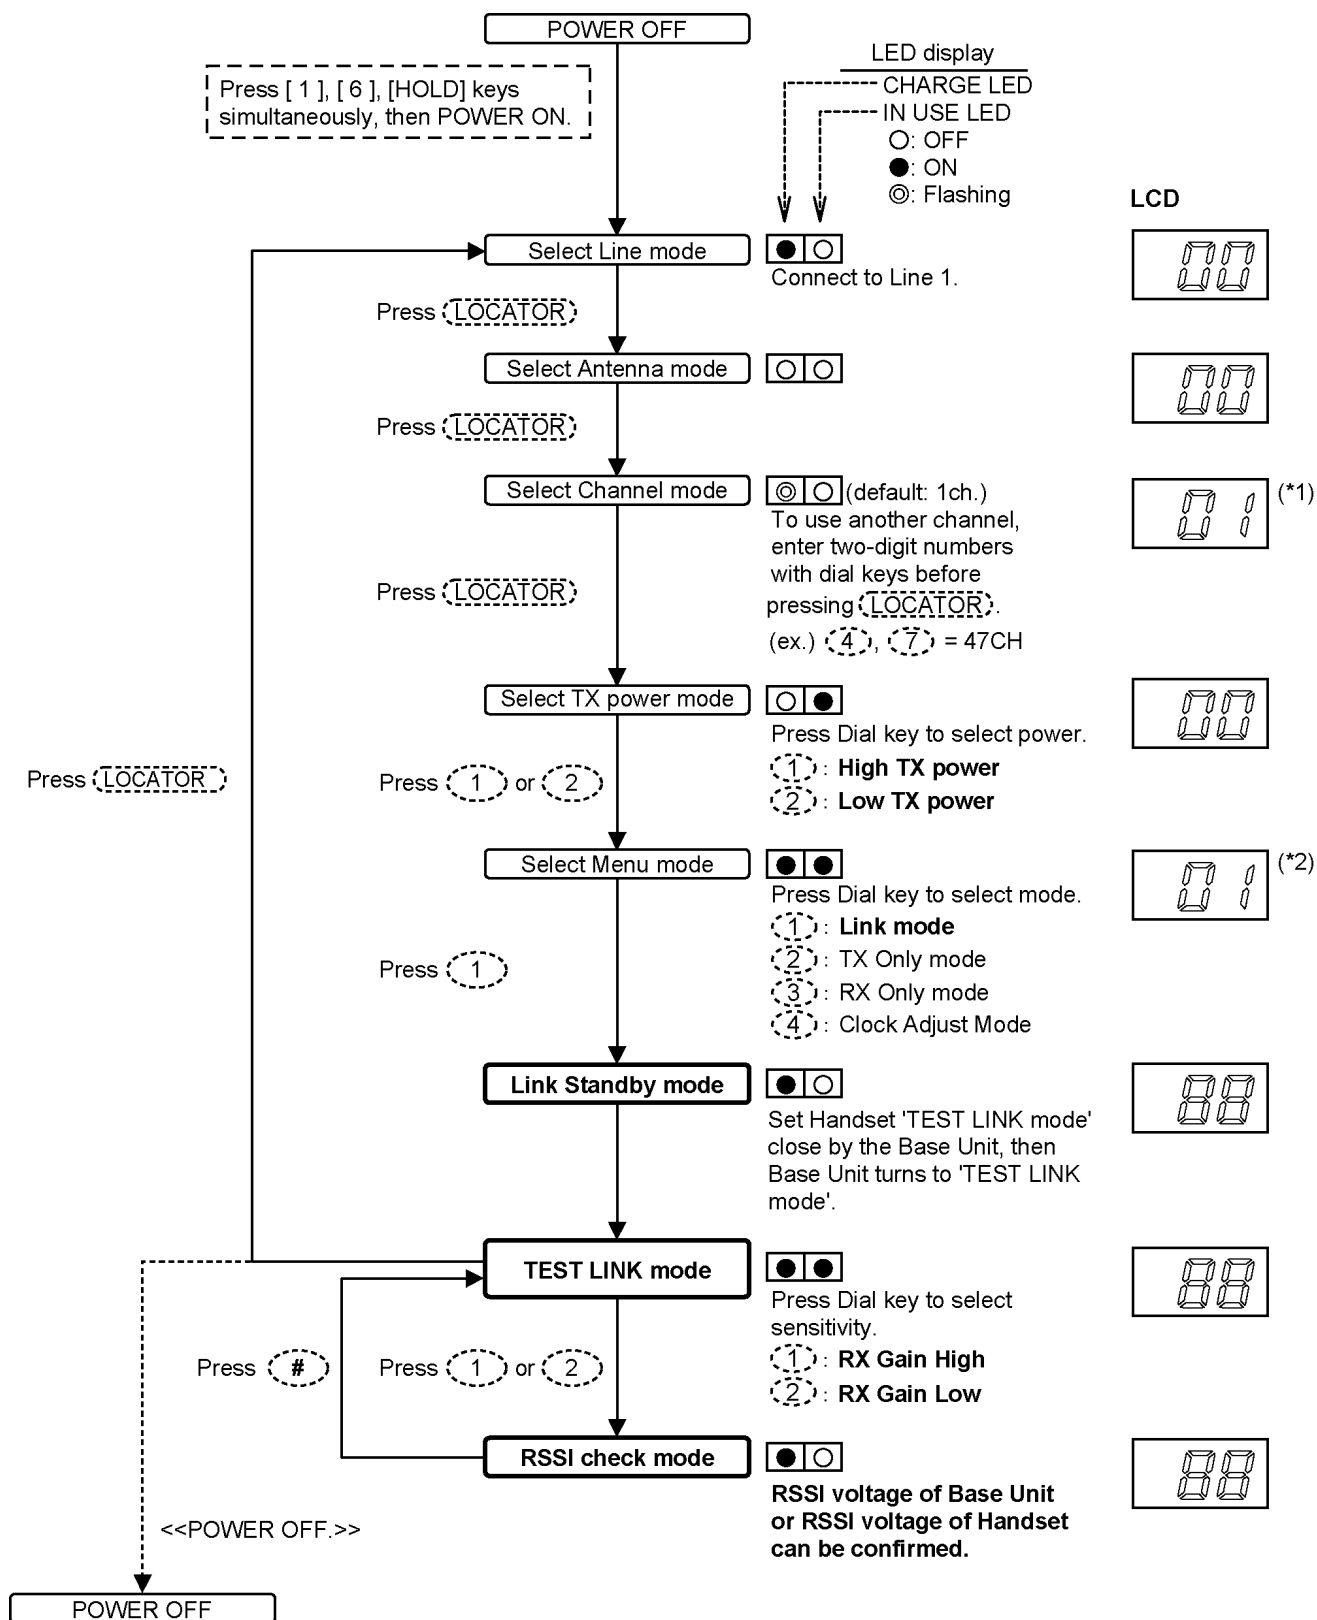 POWER OFF
Press [ 1 ], [ 6 ], [HOLD] keys
simultaneously, then POWER ON.
LED display
CHARGE LED
IN USE LED
○: OFF
●: ON
◎: Flashing
LCD
Select Line mode
Connect to Line 1.
00
Press (LOCATOR)
Select Antenna mode
00
Press (LOCATOR)
Select Channel mode
(default: 1ch.)
To use another channel,
enter two-digit numbers
with dial keys before
pressing (LOCATOR).
(ex.) 4, 7 = 47CH
01 (*1)
Press (LOCATOR)
Select TX power mode
Press Dial key to select power.
1 : High TX power
2 : Low TX power
00
Press 1 or 2
Press (LOCATOR )
Select Menu mode
Press Dial key to select mode.
1 : Link mode
2 : TX Only mode
3 : RX Only mode
4 : Clock Adjust Mode
01 (*2)
Press 1
Link Standby mode
Set Handset 'TEST LINK mode'
close by the Base Unit, then
Base Unit turns to 'TEST LINK
mode'.
88
TEST LINK mode
Press Dial key to select
sensitivity.
1 : RX Gain High
2 : RX Gain Low
88
Press #
Press 1 or 2
RSSI check mode
RSSI voltage of Base Unit
or RSSI voltage of Handset
can be confirmed.
88
<<POWER OFF.>>
POWER OFF